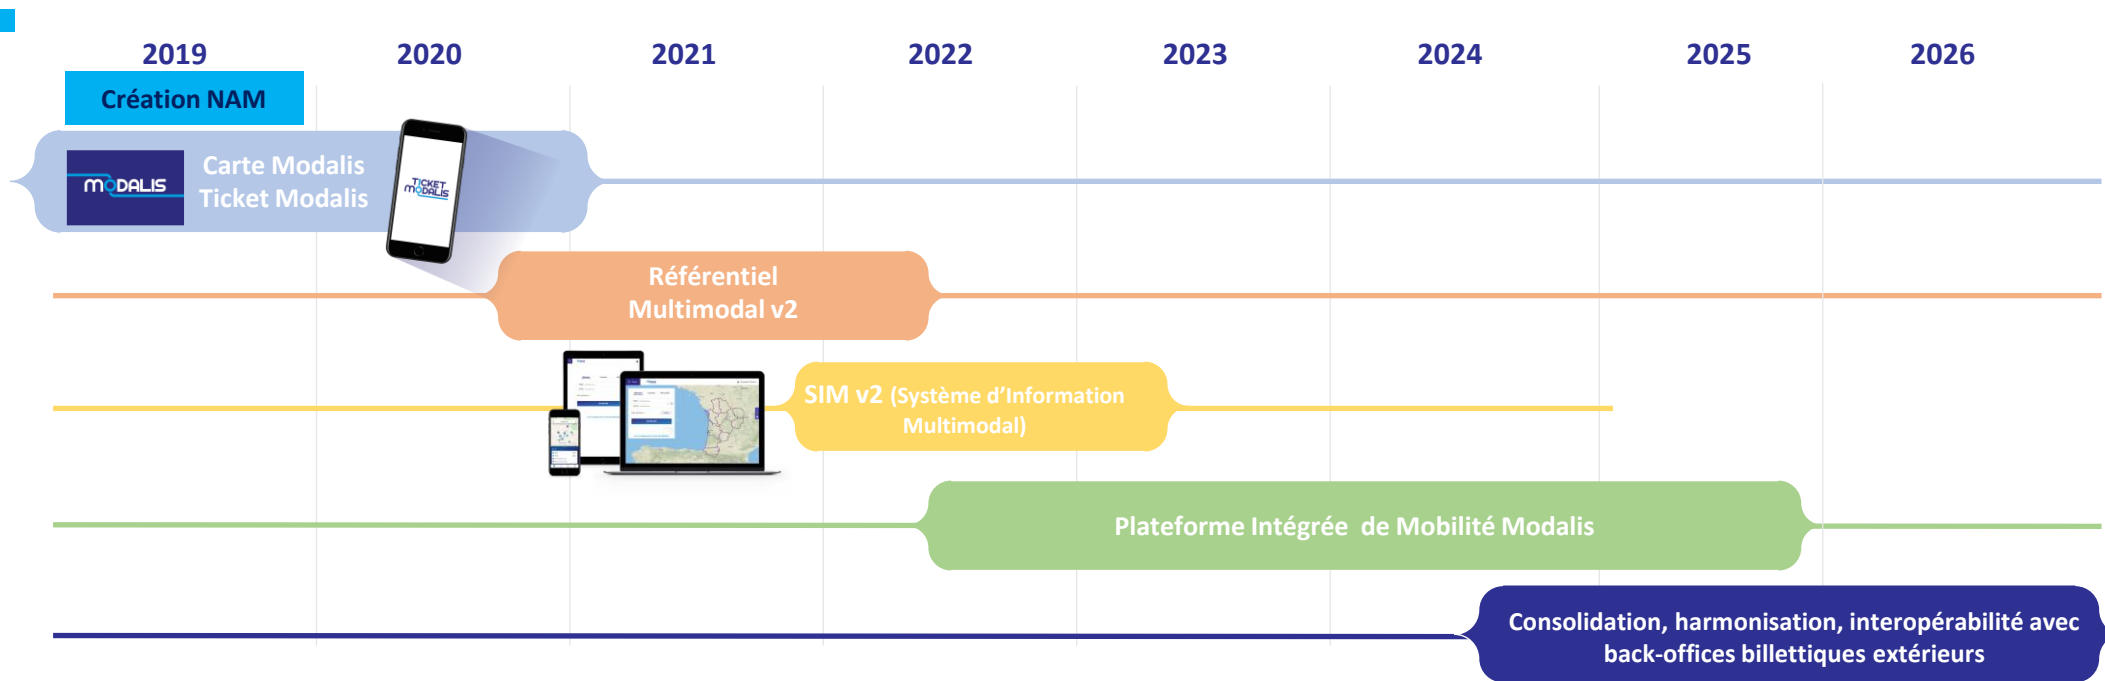 2019 2020 2021 2022 2023 2024 2025 2026
Création NAM
MODALIS
Carte Modalis
Ticket Modalis
TICKET
MODALIS
Référentiel
Multimodal v2
SIM v2 (Système d’Information
Multimodal)
Plateforme Intégrée de Mobilité Modalis
Consolidation, harmonisation, interopérabilité avec
back-offices billettiques extérieurs